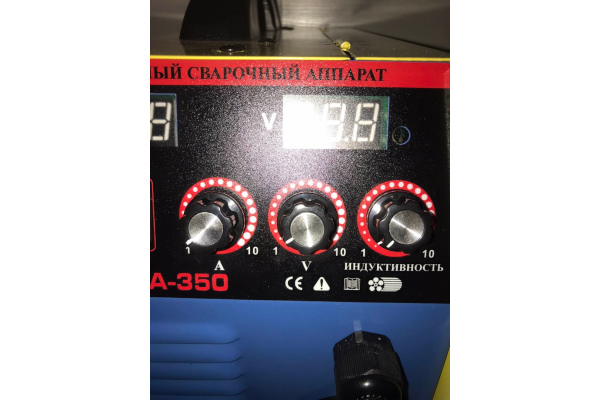 ЫЙ СВАРОЧНЫЙ АППАРАТ
V
1 10 1 10 1 10
A V ИНДУКТИВНОСТЬ
A-350 CE